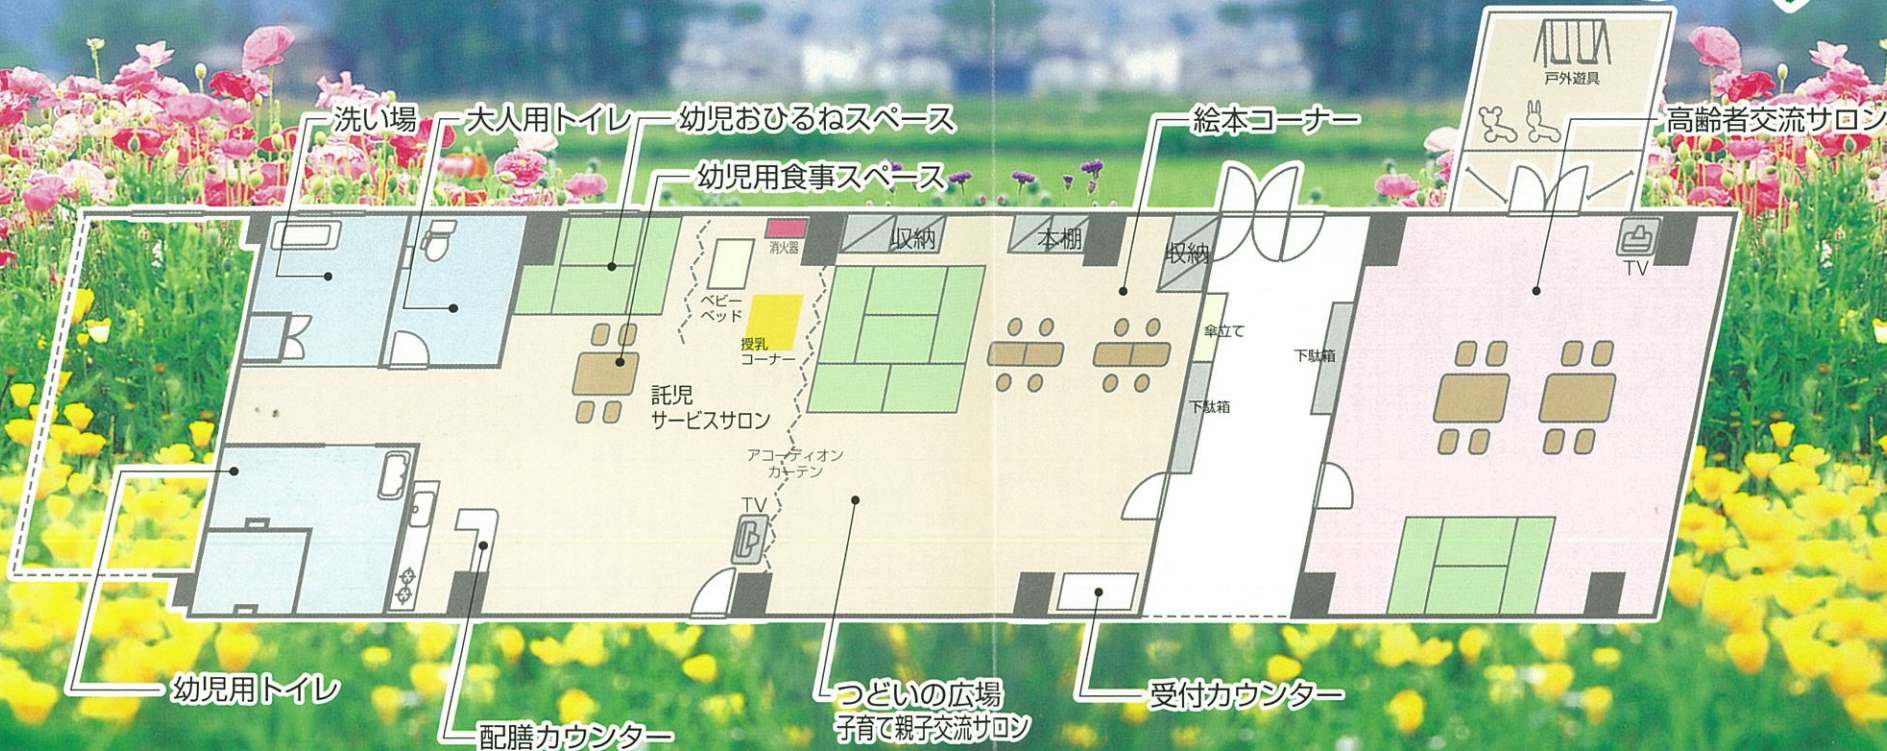 戸外遊具
洗い場
大人用トイレ
幼児おひるねスペース
絵本コーナー
高齢者交流サロン
幼児用食事スペース
消火器
収納
本棚
収納
TV
ベビー
ベッド
傘立て
授乳
コーナー
下駄箱
託児
サービスサロン
下駄箱
アコーディオン
カーテン
TV
幼児用トイレ
つどいの広場
子育て親子交流サロン
受付カウンター
配膳カウンター